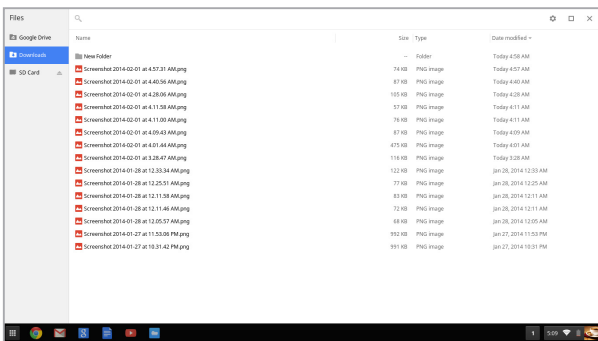 Files
Google Drive
Downloads
SD Card
Name Size Type Date modified
New Folder -- Folder Today 4:58 AM
Screenshot 2014-02-01 at 4.57.31 AM.png 74 KB PNG image Today 4:57 AM
Screenshot 2014-02-01 at 4.40.56 AM.png 87 KB PNG image Today 4:40 AM
Screenshot 2014-02-01 at 4.28.06 AM.png 105 KB PNG image Today 4:28 AM
Screenshot 2014-02-01 at 4.11.58 AM.png 57 KB PNG image Today 4:11 AM
Screenshot 2014-02-01 at 4.11.00 AM.png 76 KB PNG image Today 4:11 AM
Screenshot 2014-02-01 at 4.09.43 AM.png 87 KB PNG image Today 4:09 AM
Screenshot 2014-02-01 at 4.01.44 AM.png 475 KB PNG image Today 4:01 AM
Screenshot 2014-02-01 at 3.28.47 AM.png 116 KB PNG image Today 3:28 AM
Screenshot 2014-01-28 at 12.33.34 AM.png 122 KB PNG image Jan 28, 2014 12:33 AM
Screenshot 2014-01-28 at 12.25.51 AM.png 77 KB PNG image Jan 28, 2014 12:25 AM
Screenshot 2014-01-28 at 12.11.58 AM.png 83 KB PNG image Jan 28, 2014 12:11 AM
Screenshot 2014-01-28 at 12.11.46 AM.png 72 KB PNG image Jan 28, 2014 12:11 AM
Screenshot 2014-01-28 at 12.05.57 AM.png 68 KB PNG image Jan 28, 2014 12:05 AM
Screenshot 2014-01-27 at 11.53.06 PM.png 992 KB PNG image Jan 27, 2014 11:53 PM
Screenshot 2014-01-27 at 10.31.42 PM.png 991 KB PNG image Jan 27, 2014 10:31 PM
8 1 5:09